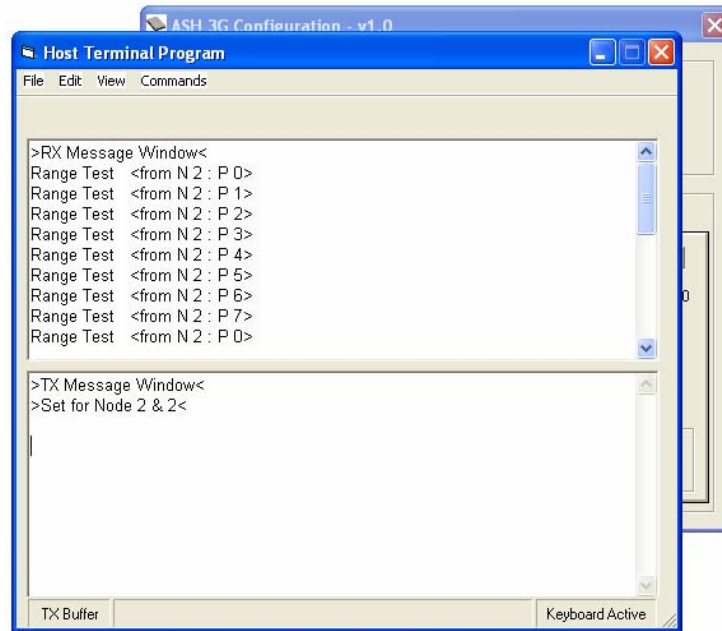 ASH 3G Configuration - v1.0
Host Terminal Program
File Edit View Commands
>RX Message Window<
Range Test <from N 2 : P 0>
Range Test <from N 2 : P 1>
Range Test <from N 2 : P 2>
Range Test <from N 2 : P 3>
Range Test <from N 2 : P 4>
Range Test <from N 2 : P 5>
Range Test <from N 2 : P 6>
Range Test <from N 2 : P 7>
Range Test <from N 2 : P 0>
0
>TX Message Window<
>Set for Node 2 & 2<
TX Buffer
Keyboard Active